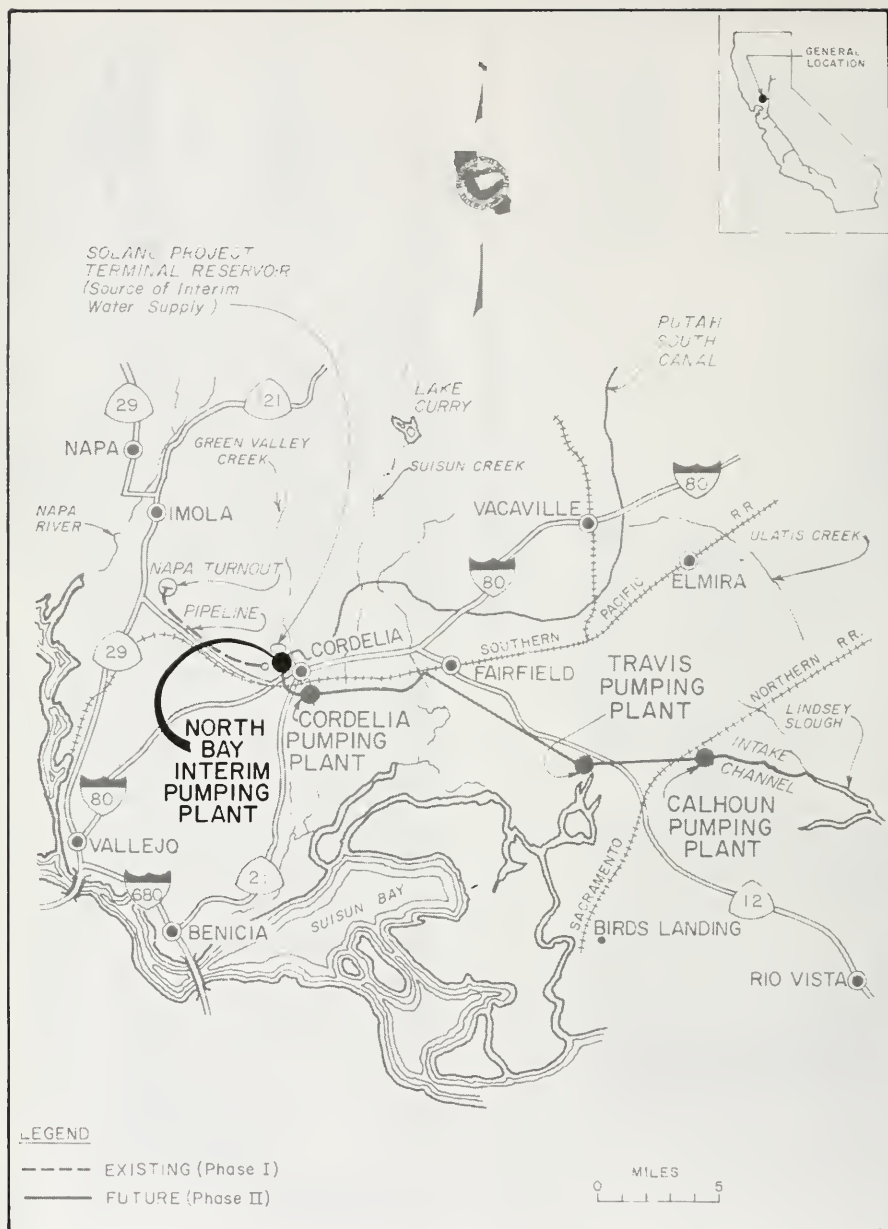 GENERAL
LOCATION
SOLANO PROJECT
TERMINAL RESERVOIR
(Source of Interim
Water Supply)
PUTAH
SOUTH
CANAL
LAKE
CURRY
29
21
NAPA
GREEN VALLEY
CREEK
SUISUN CREEK
80
NAPA
RIVER
IMOLA
VACAVILLE
R.R.
ULATIS CREEK
NAPA TURNOUT
80
PACIFIC
ELMIRA
PIPELINE
29
CORDELIA
SOUTHERN
FAIRFIELD
TRAVIS
PUMPING
PLANT
NORTHERN R.R.
LINDSEY
SLOUGH
CORDELIA
PUMPING
PLANT
NORTH
BAY
INTERIM
PUMPING
PLANT
INTAKE
CHANNEL
80
CALHOUN
PUMPING
PLANT
VALLEJO
680
2
SUISUN BAY
SACRAMENTO
12
BENICIA
BIRDS LANDING
RIO VISTA
LEGEND
EXISTING (Phase I)
FUTURE (Phase II)
MILES
0 5